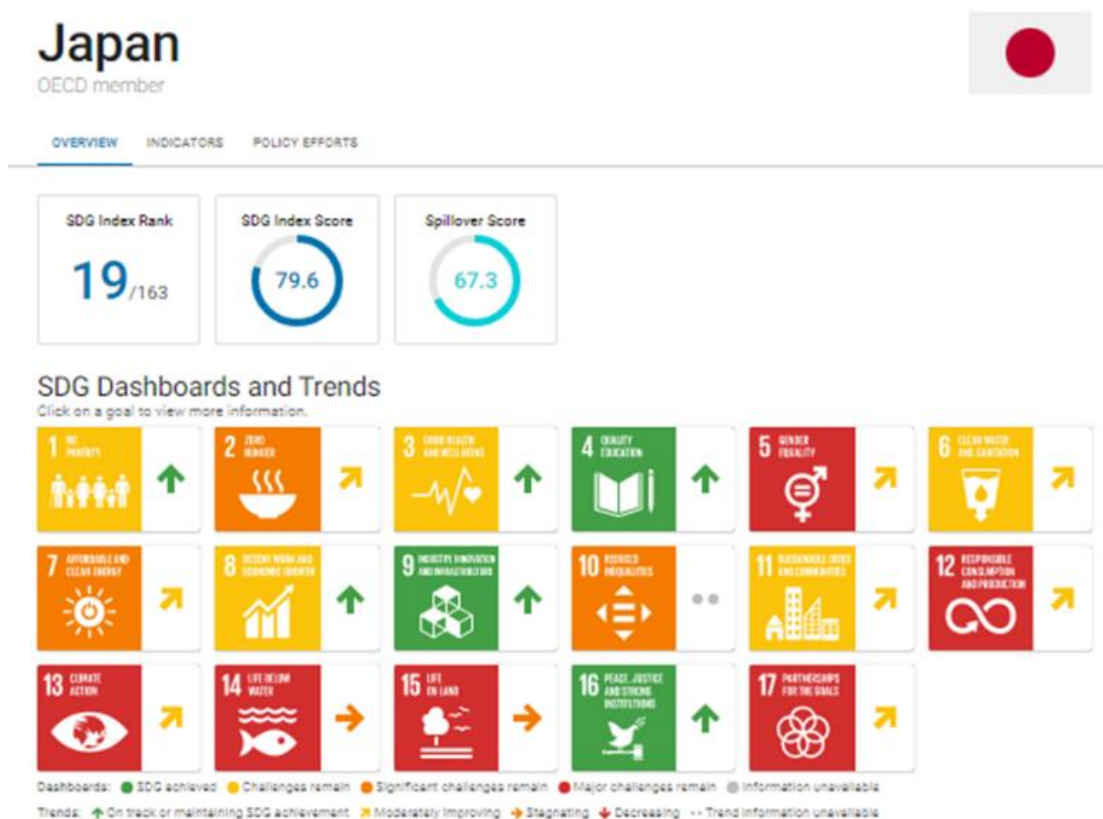 Japan
OECD member
OVERVIEW INDICATORS POLICY EFFORTS
SDG Index Rank
19/163
SDG Index Score
79.6
Spillover Score
67.3
SDG Dashboards and Trends
Click on a goal to view more information.
1 NO
POVERTY
2 ZERO
HUNGER
3 GOOD HEALTH
AND WELL-BEING
4 QUALITY
EDUCATION
5 GENDER
EQUALITY
6 CLEAN WATER
AND SANITATION
7 AFFORDABLE AND
CLEAN ENERGY
8 DECENT WORK AND
ECONOMIC GROWTH
9 INDUSTRY, INNOVATION
AND INFRASTRUCTURE
10 REDUCED
INEQUALITIES
11 SUSTAINABLE CITIES
AND COMMUNITIES
12 RESPONSIBLE
CONSUMPTION
AND PRODUCTION
13 CLIMATE
ACTION
14 LIFE BELOW
WATER
15 LIFE
ON LAND
16 PEACE, JUSTICE
AND STRONG
INSTITUTIONS
17 PARTNERSHIPS
FOR THE GOALS
Dashboards: SDG achieved Challenges remain Significant challenges remain Major challenges remain Information unavailable
Trends: On track or maintaining SDG achievement Moderately improving Stagnating Decreasing Trend information unavailable